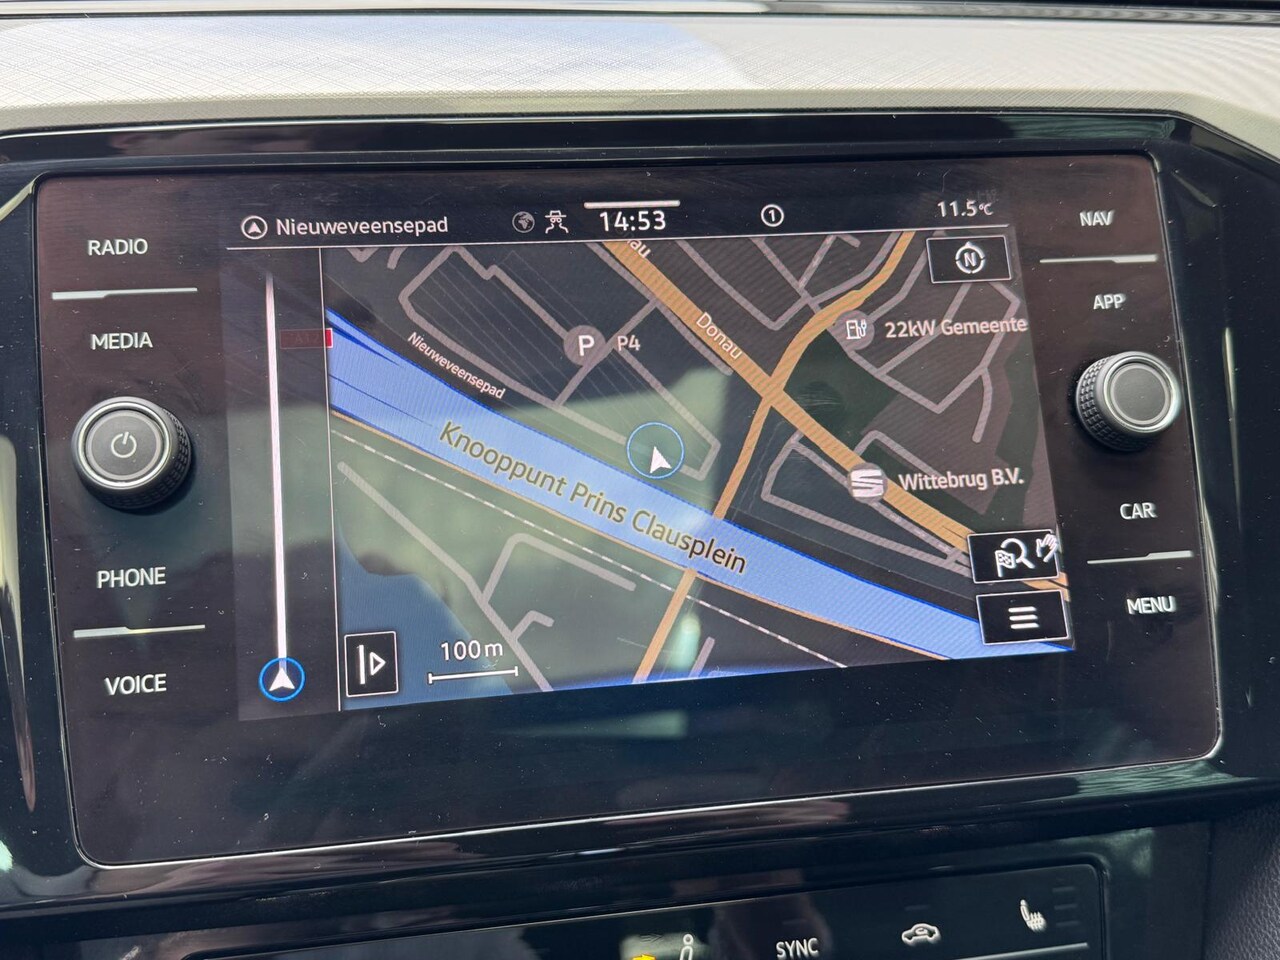 Nieuweveensepad
14:53
1
11.5°C
RADIO
MEDIA
PHONE
VOICE
NAV
APP
CAR
MENU
N
Donau
22kW Gemeente
P
P4
Nieuweveensepad
Knooppunt Prins Clausplein
Wittebrug B.V.
100m
SYNC